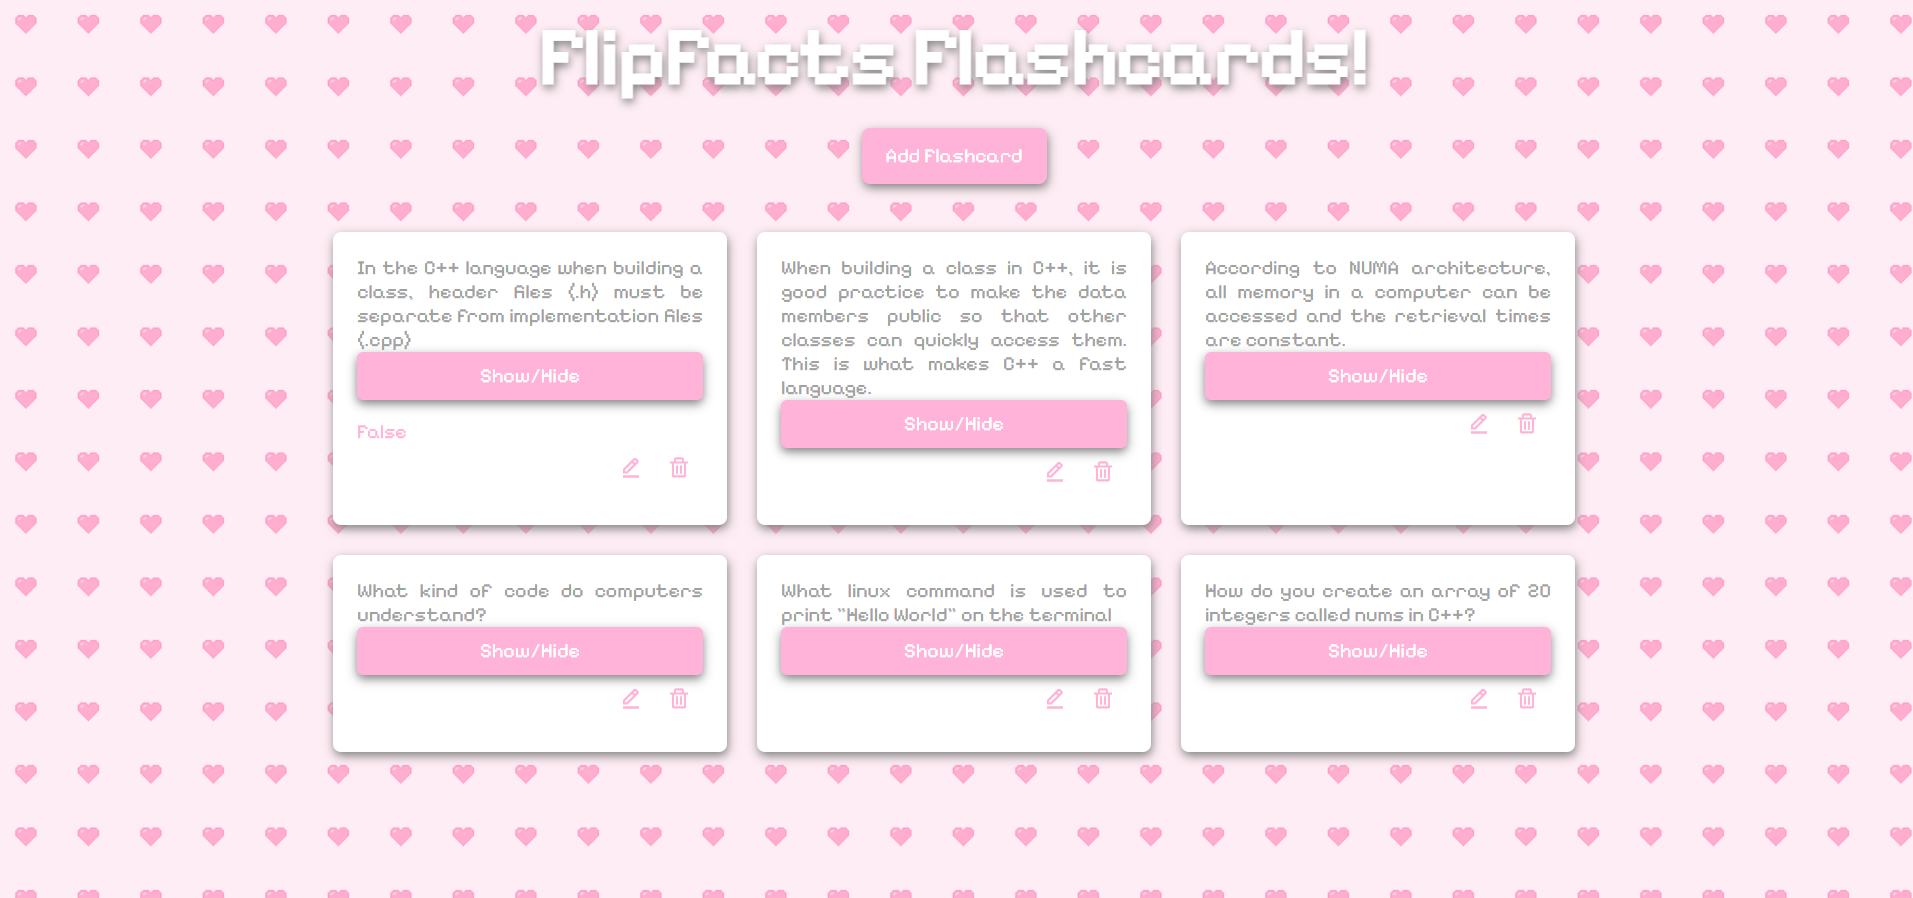 FlipFacts Flashcards!
Add Flashcard
In the C++ language when building a
class, header files (.h) must be
separate from implementation files
(.cpp)
Show/Hide
False
When building a class in C++, it is
good practice to make the data
members public so that other
classes can quickly access them.
This is what makes C++ a fast
language.
Show/Hide
According to NUMA architecture,
all memory in a computer can be
accessed and the retrieval times
are constant.
Show/Hide
What kind of code do computers
understand?
Show/Hide
What linux command is used to
print "Hello World" on the terminal
Show/Hide
How do you create an array of 20
integers called nums in C++?
Show/Hide